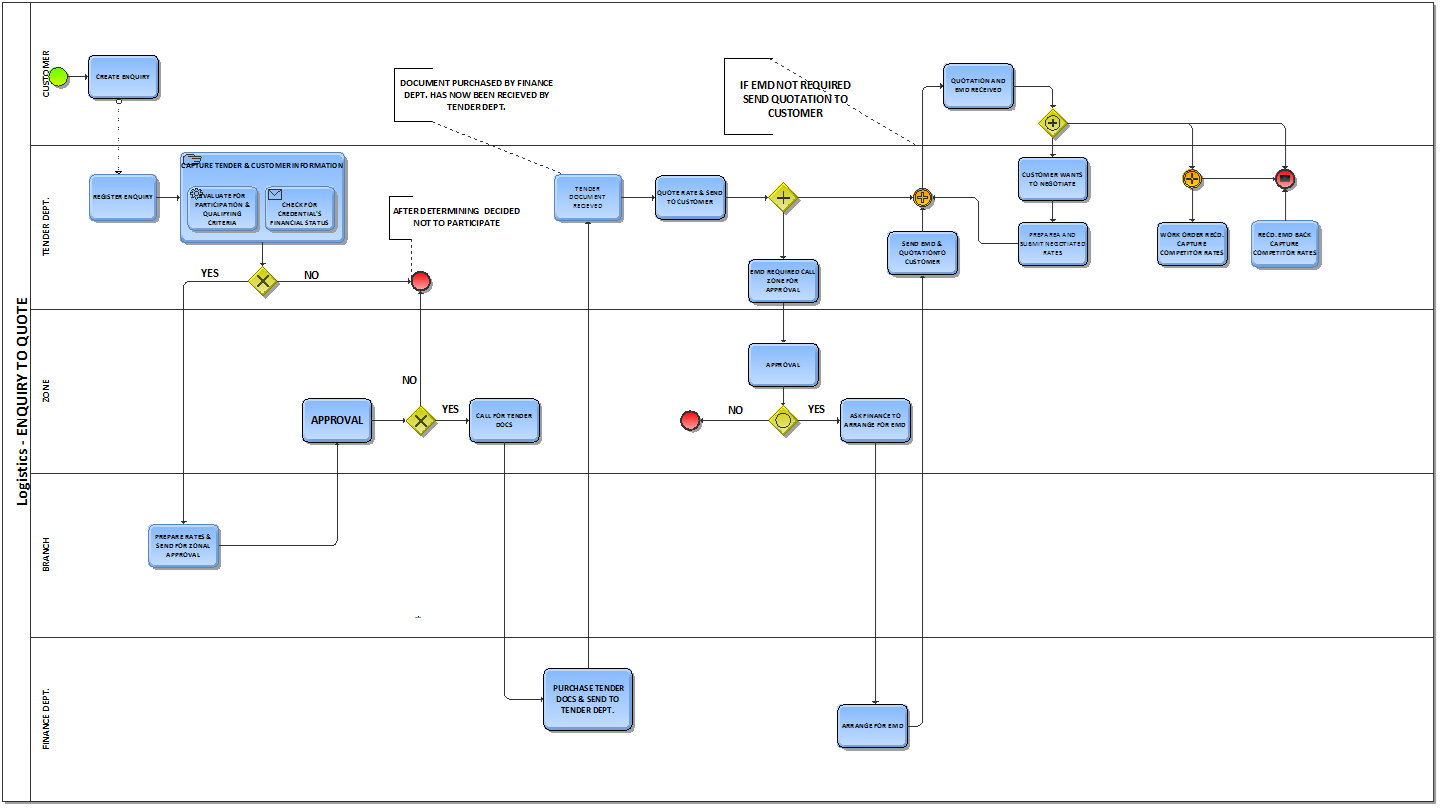 Logistics - ENQUIRY TO QUOTE
CUSTOMER
CREATE ENQUIRY
DOCUMENT PURCHASED BY FINANCE
DEPT. HAS NOW BEEN RECIEVED BY
TENDER DEPT.
IF EMD NOT REQUIRED
SEND QUOTATION TO
CUSTOMER
QUOTATION AND
EMD RECEIVED
TENDER DEPT.
REGISTER ENQUIRY
CAPTURE TENDER & CUSTOMER INFORMATION
EVALUATE FOR
PARTICIPATION &
QUALIFYING
CRITERIA
CHECK FOR
CREDENTIAL'S
FINANCIAL STATUS
AFTER DETERMINING DECIDED
NOT TO PARTICIPATE
TENDER
DOCUMENT
RECIEVED
QUOTE RATE & SEND
TO CUSTOMER
CUSTOMER WANTS
TO NEGOTIATE
SEND EMD &
QUOTATIONTO
CUSTOMER
PREPAREA AND
SUBMIT NEGOTIATED
RATES
WORK ORDER RECD.
CAPTURE
COMPETITOR RATES
RECD. EMD BACK
CAPTURE
COMPETITOR RATES
YES
NO
EMD REQUIRED CALL
ZONE FOR
APPROVAL
ZONE
APPROVAL
NO
YES
CALL FOR TENDER
DOCS
APPROVAL
NO
YES
ASK FINANCE TO
ARRANGE FOR EMD
BRANCH
PREPARE RATES &
SEND FOR ZONAL
APPROVAL
FINANCE DEPT.
PURCHASE TENDER
DOCS & SEND TO
TENDER DEPT.
ARRANGE FOR EMD